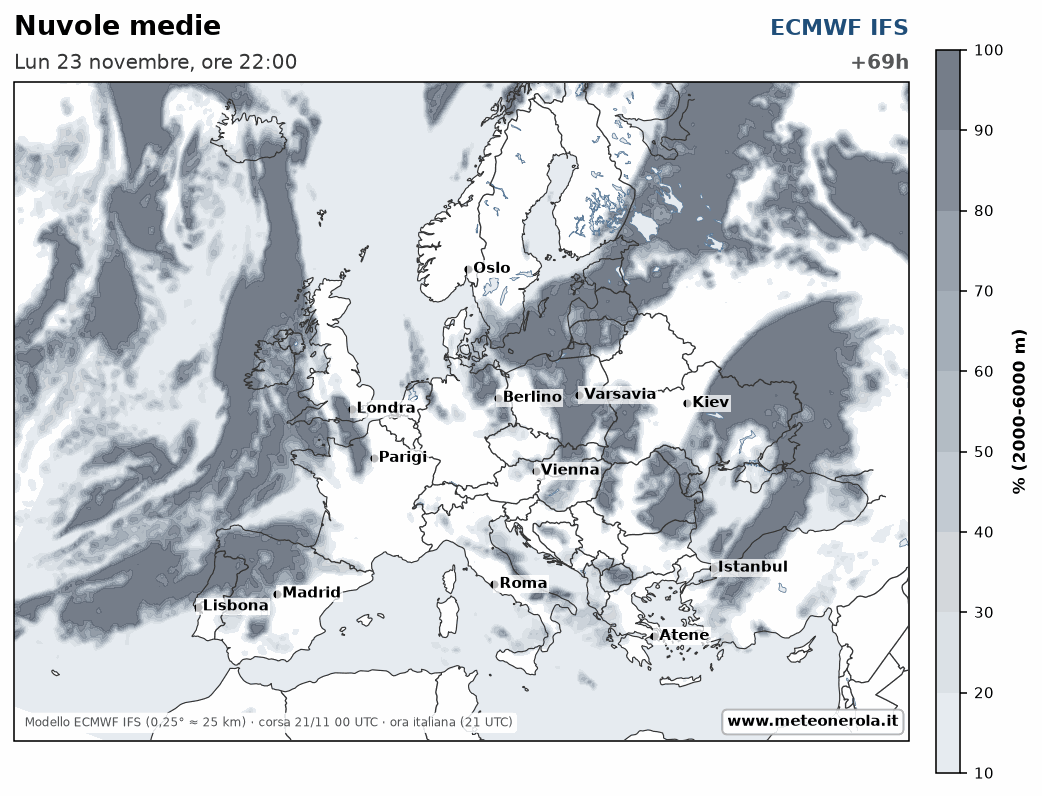 Nuvole medie
ECMWF IFS
Lun 23 novembre, ore 22:00
+69h
Oslo
Berlino
Varsavia
Kiev
Londra
Parigi
Vienna
Istanbul
Roma
Madrid
Lisbona
Atene
Modello ECMWF IFS (0,25° ≈ 25 km) · corsa 21/11 00 UTC · ora italiana (21 UTC)
www.meteonerola.it
100
90
80
70
60
50
40
30
20
10
% (2000-6000 m)